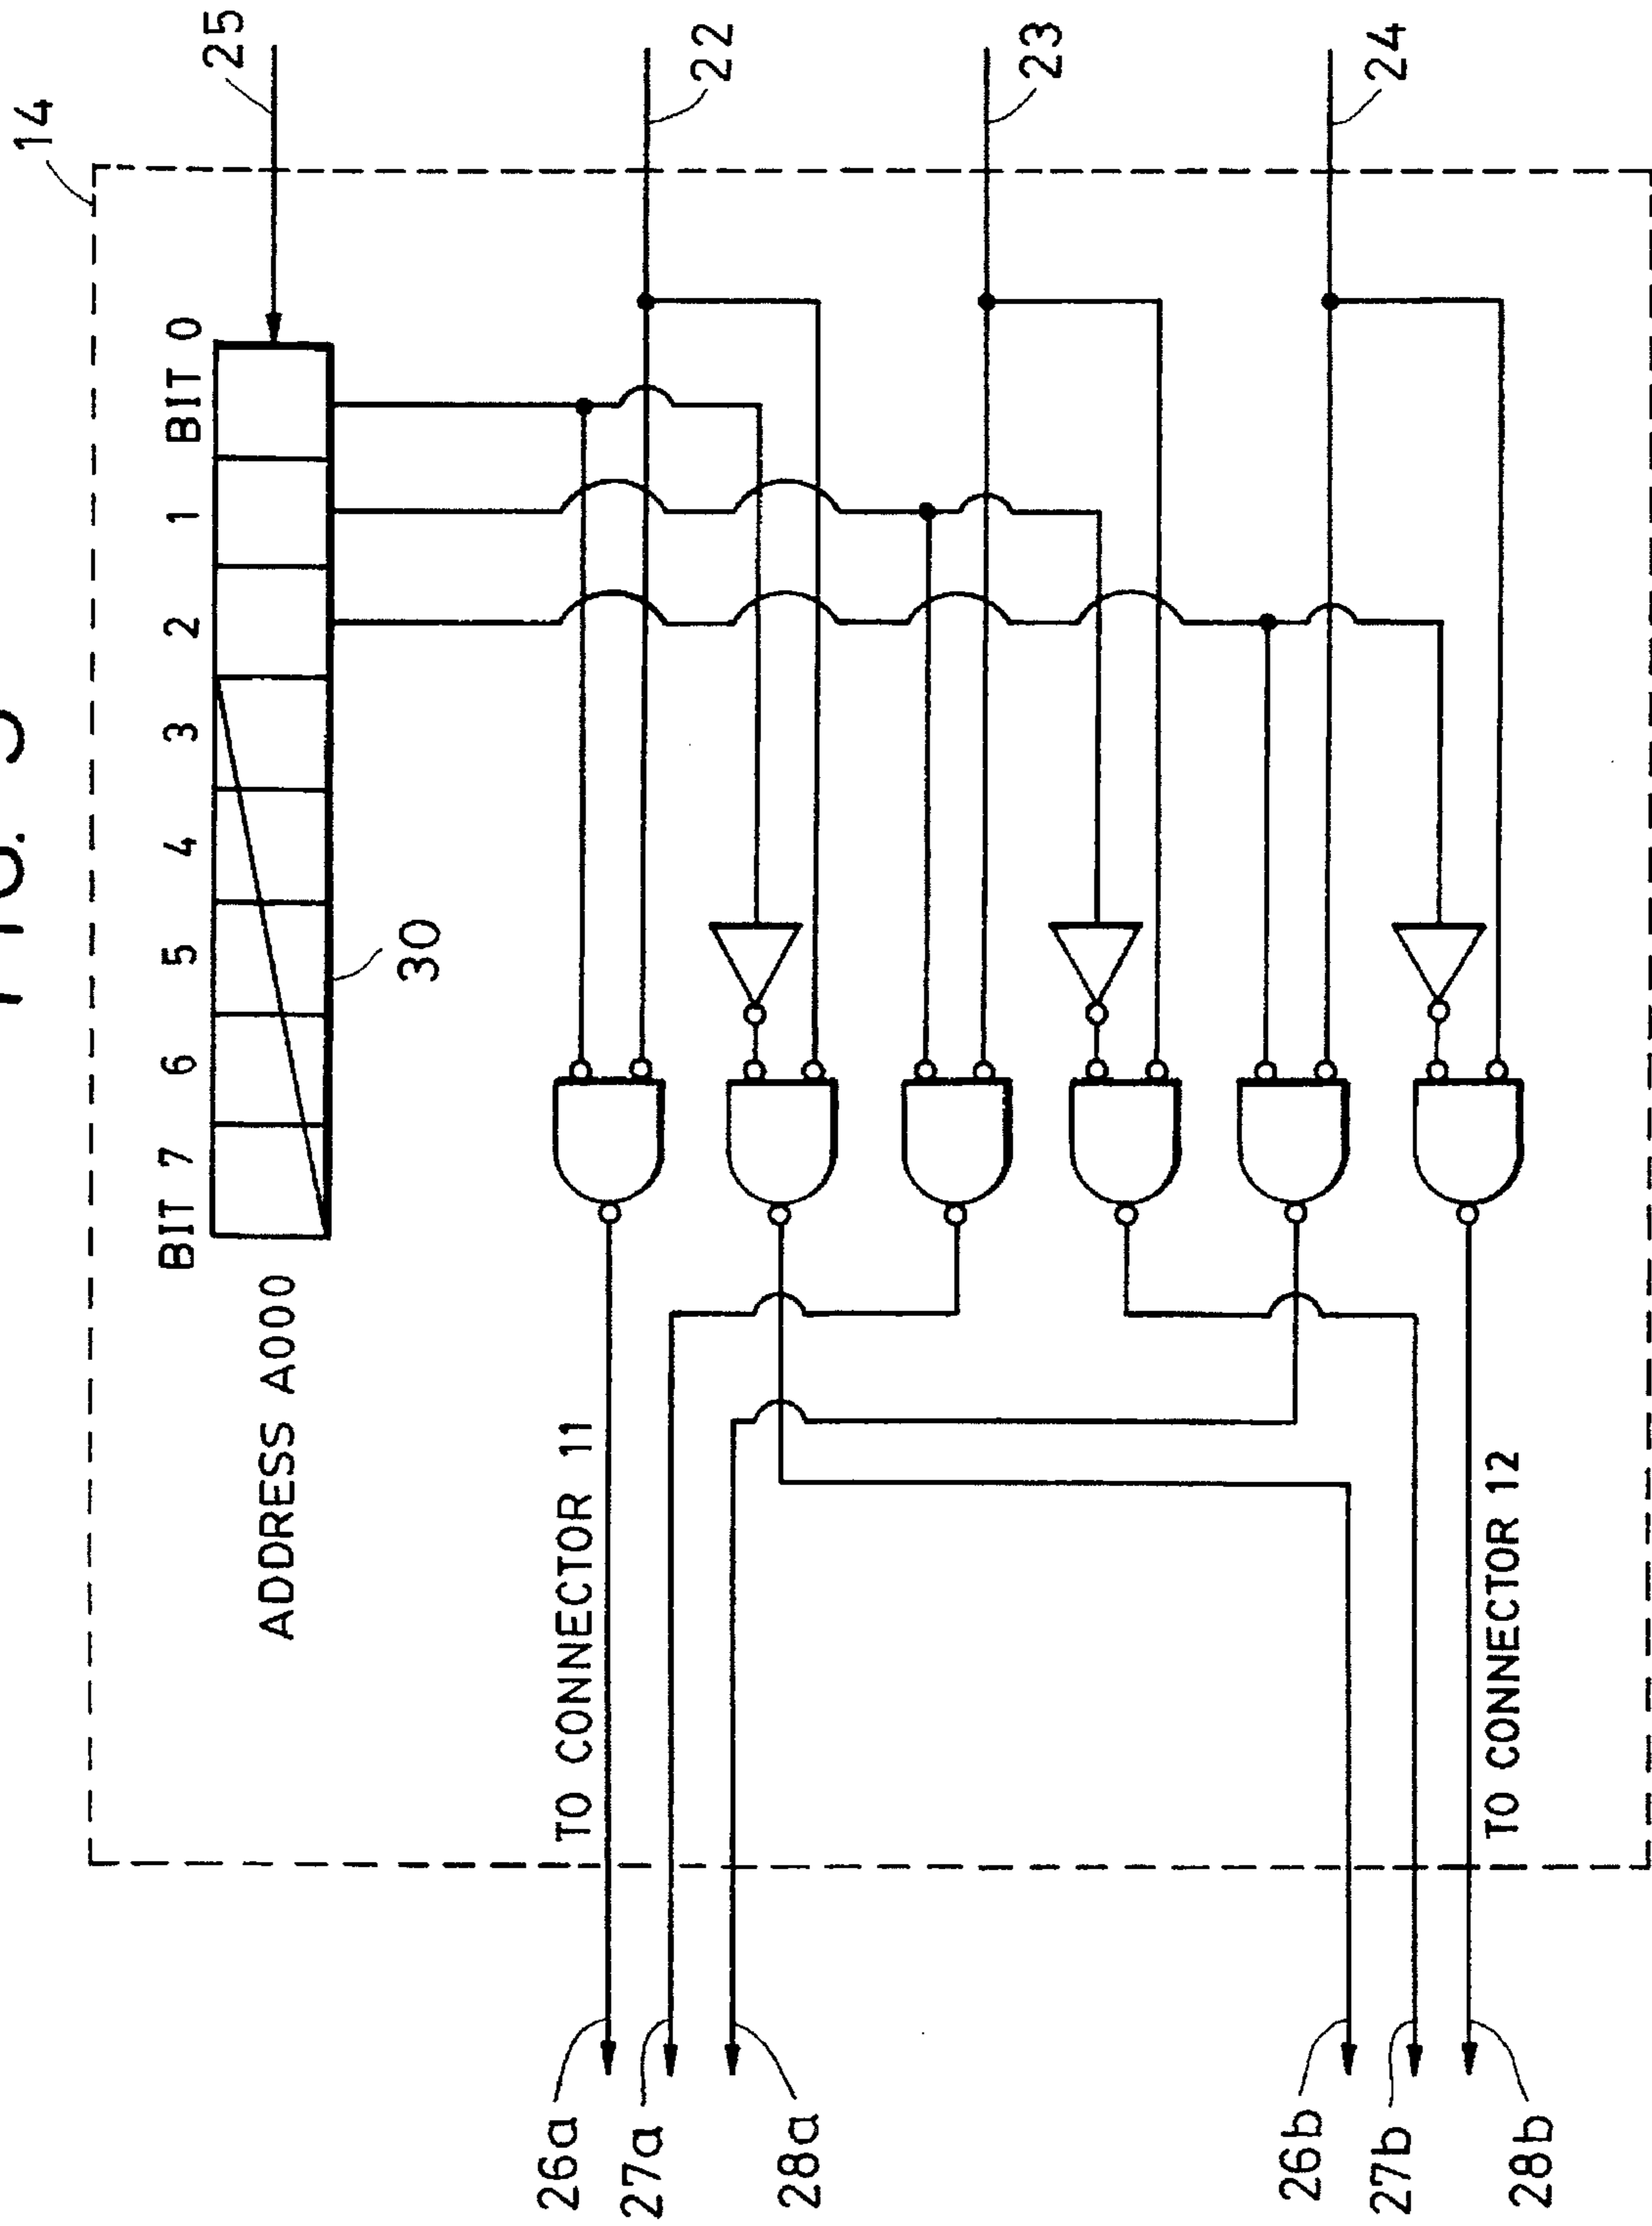 14
25
BIT 7 6 5 4 3 2 1 BIT 0
ADDRESS A000
30
22
TO CONNECTOR 11
26a
27a
28a
23
24
26b
27b
TO CONNECTOR 12
28b